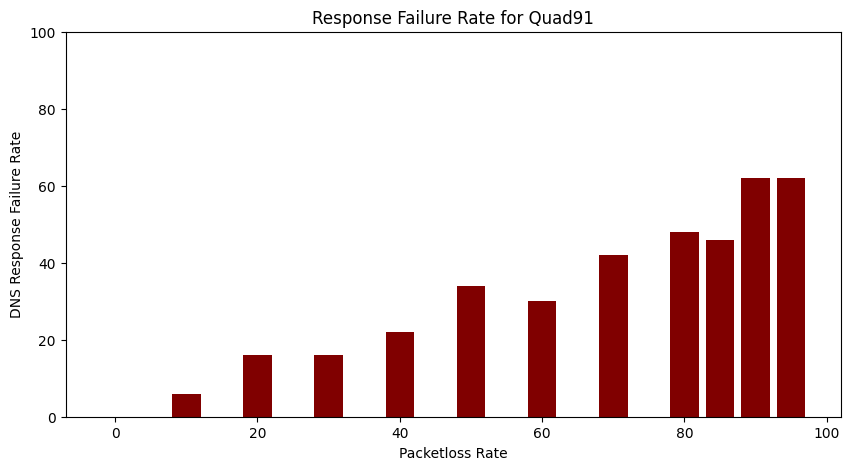 Response Failure Rate for Quad91
100
80
60
40
20
0
DNS Response Failure Rate
0 20 40 60 80 100
Packetloss Rate